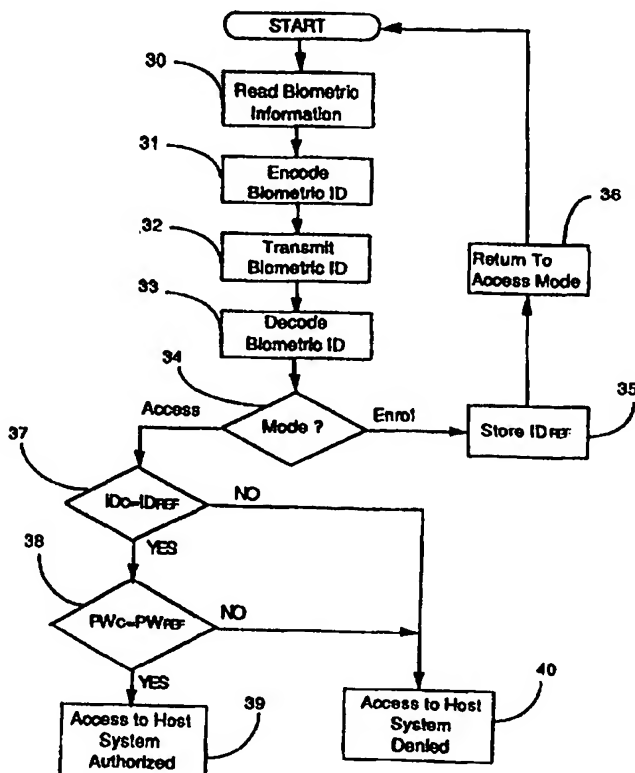 START
30
Read Biometric
Information
31
Encode
Biometric ID
32
Transmit
Biometric ID
33
Decode
Biometric ID
36
Return To
Access Mode
34
Mode ?
Access
Enrol
Store IDREF
35
37
IDC=IDREF
NO
YES
38
PWC=PWREF
NO
YES
Access to Host
System
Authorized
39
Access to Host
System
Denied
40